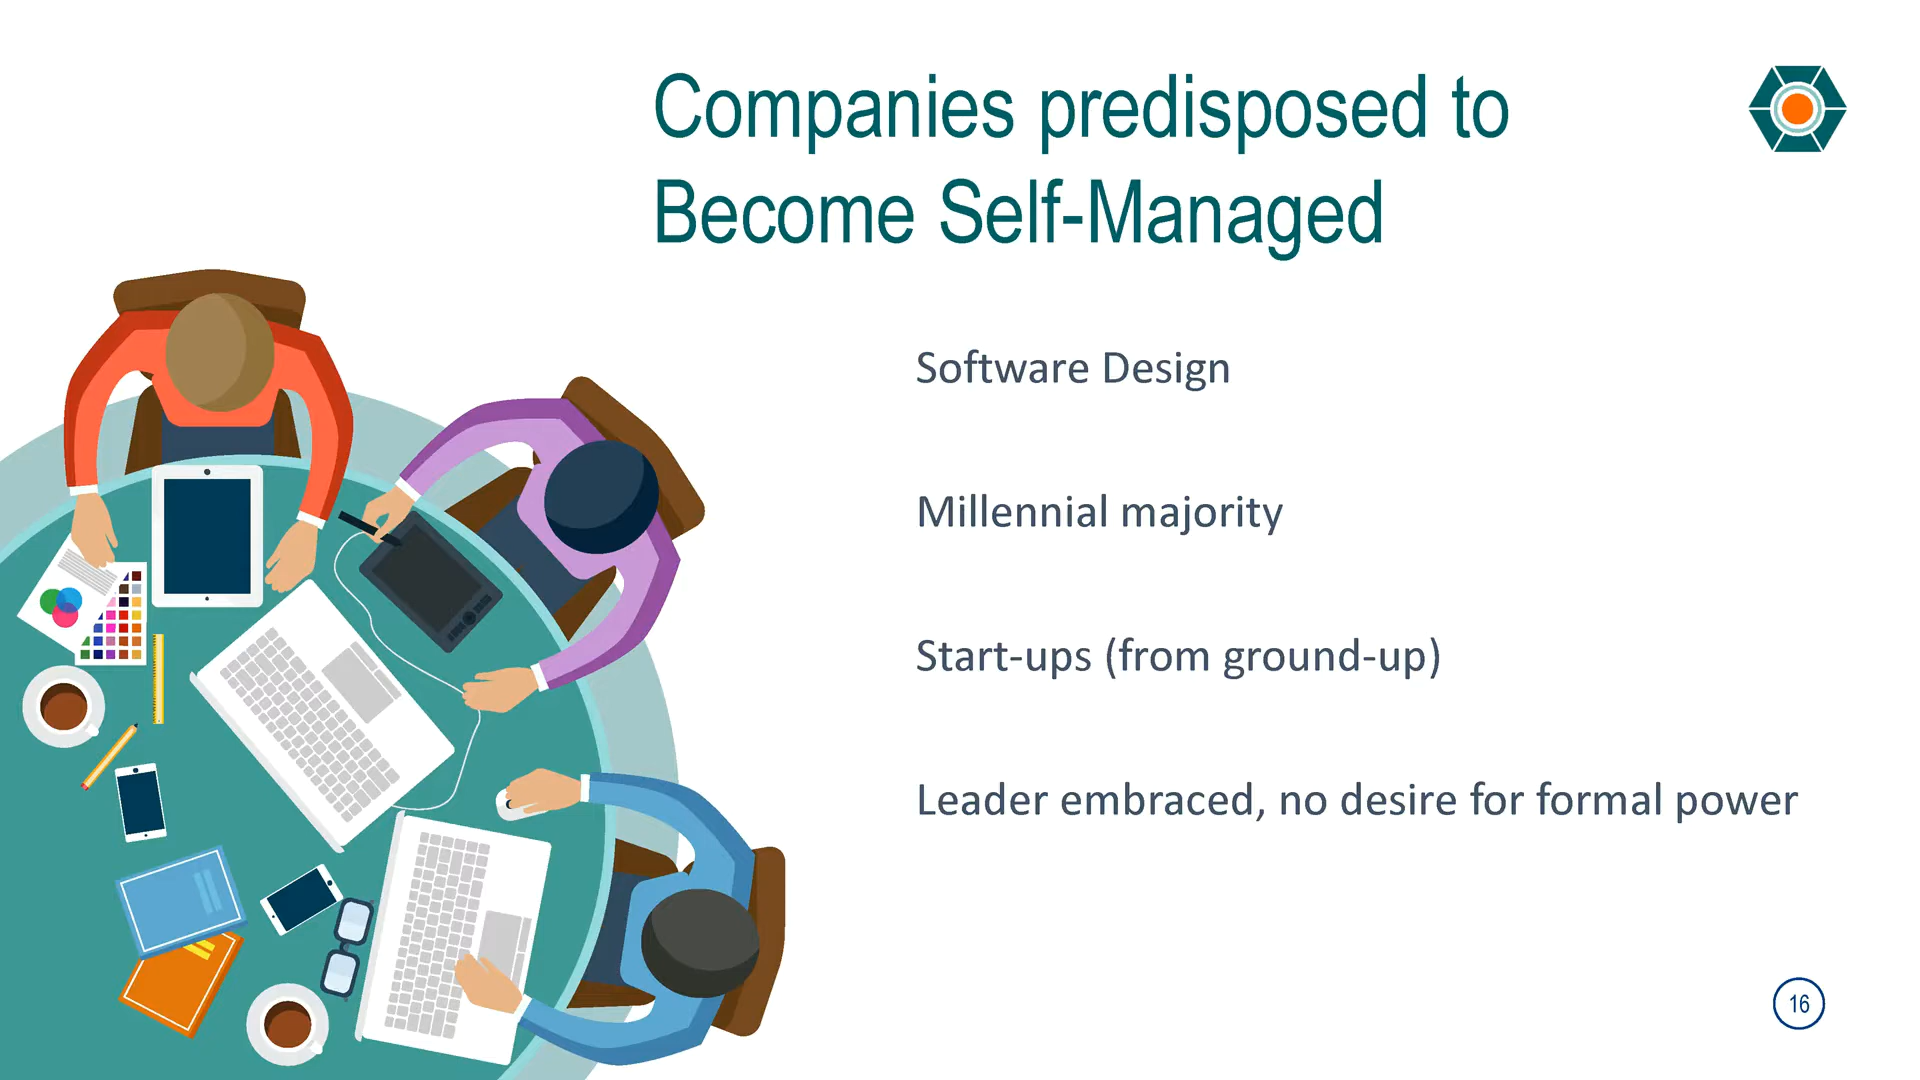 Companies predisposed to
Become Self-Managed
Software Design
Millennial majority
Start-ups (from ground-up)
Leader embraced, no desire for formal power
16